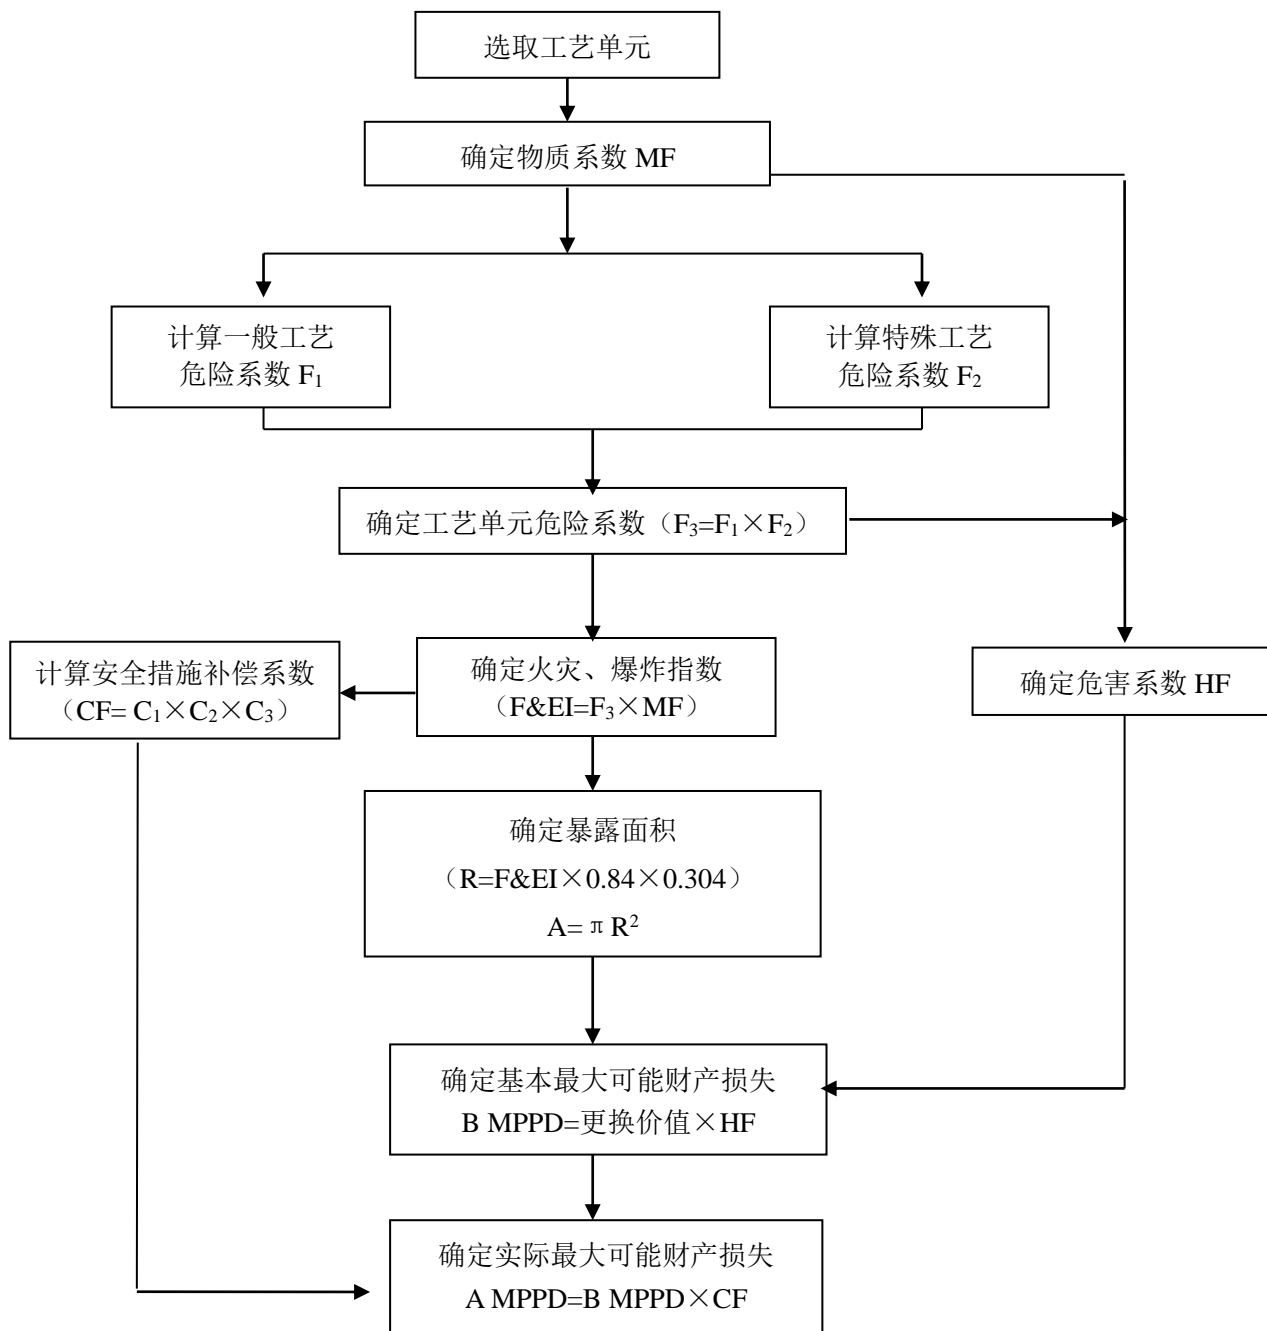 选取工艺单元
确定物质系数 MF
计算一般工艺
危险系数 F₁
计算特殊工艺
危险系数 F₂
确定工艺单元危险系数（F₃=F₁×F₂）
计算安全措施补偿系数
（CF= C₁×C₂×C₃）
确定火灾、爆炸指数
（F&EI=F₃×MF）
确定危害系数 HF
确定暴露面积
（R=F&EI×0.84×0.304）
A= π R²
确定基本最大可能财产损失
B MPPD=更换价值×HF
确定实际最大可能财产损失
A MPPD=B MPPD×CF